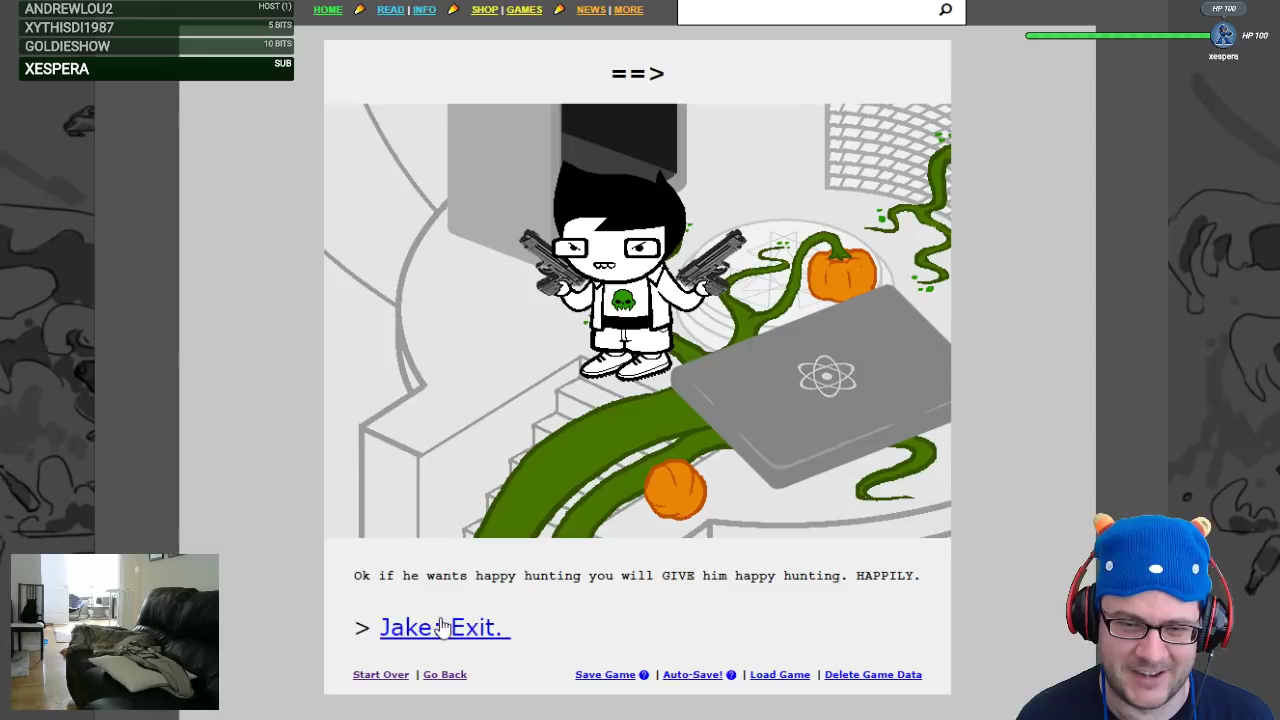 ANDREWLOU2 HOST (1)
XYTHISDI1987 5 BITS
GOLDIESHOW 10 BITS
XESPERA SUB
HOME READ | INFO SHOP | GAMES NEWS | MORE
HP 100
HP 100
xespera
==>
Ok if he wants happy hunting you will GIVE him happy hunting. HAPPILY.
> Jake: Exit.
Start Over | Go Back Save Game ? | Auto-Save! ? | Load Game | Delete Game Data